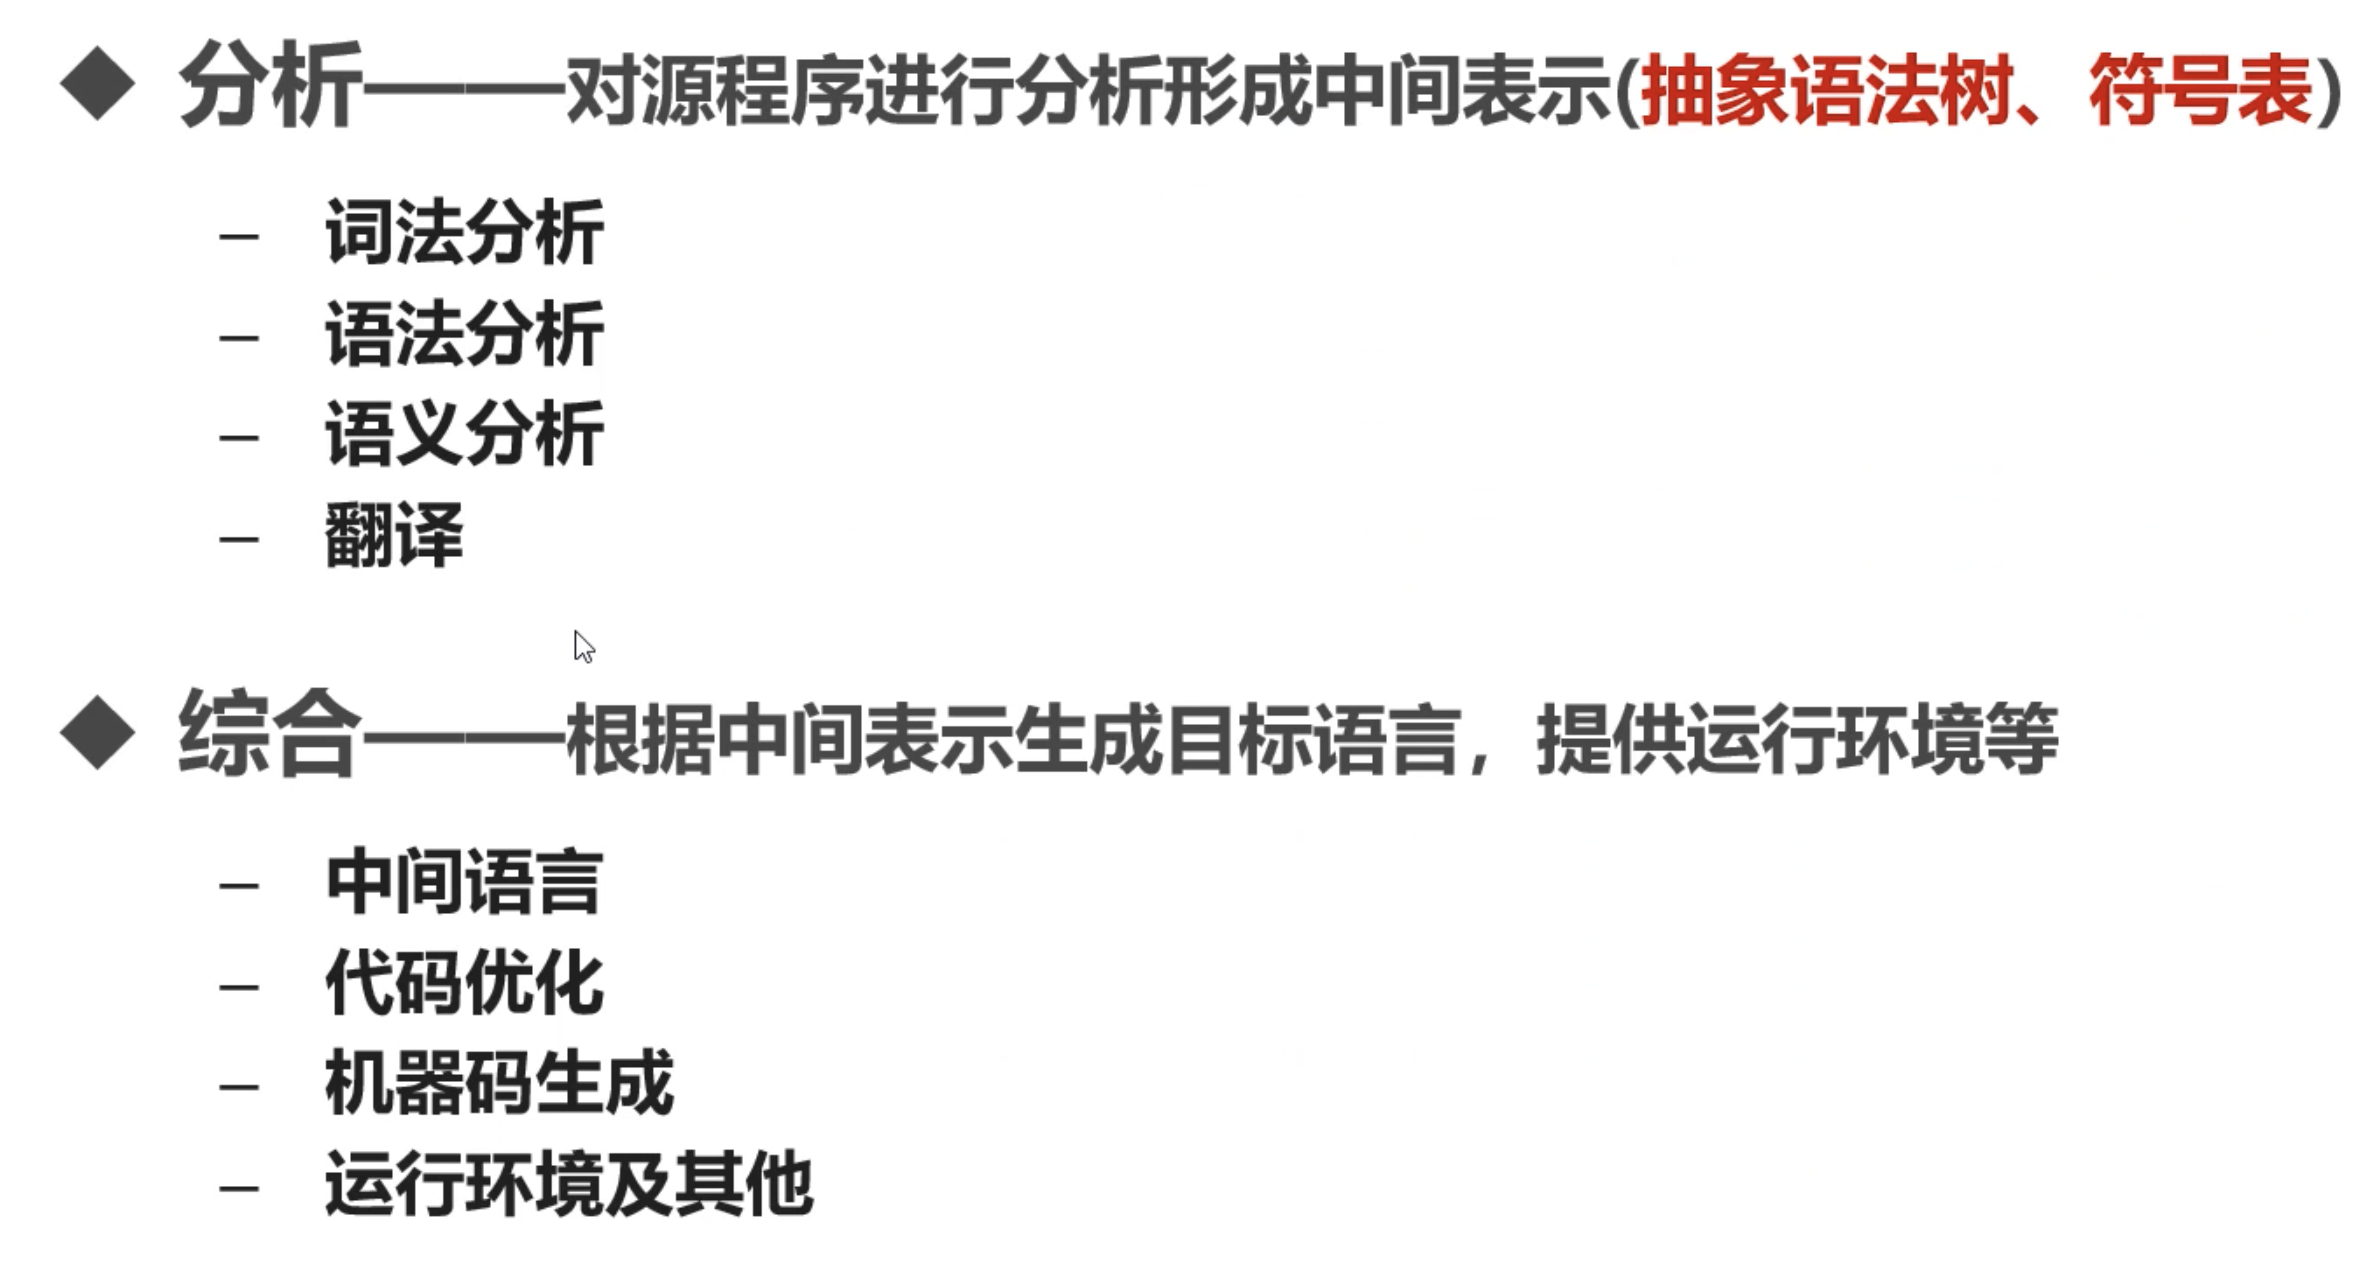 ◆ 分析——对源程序进行分析形成中间表示(抽象语法树、符号表)
– 词法分析
– 语法分析
– 语义分析
– 翻译
◆ 综合——根据中间表示生成目标语言，提供运行环境等
– 中间语言
– 代码优化
– 机器码生成
– 运行环境及其他